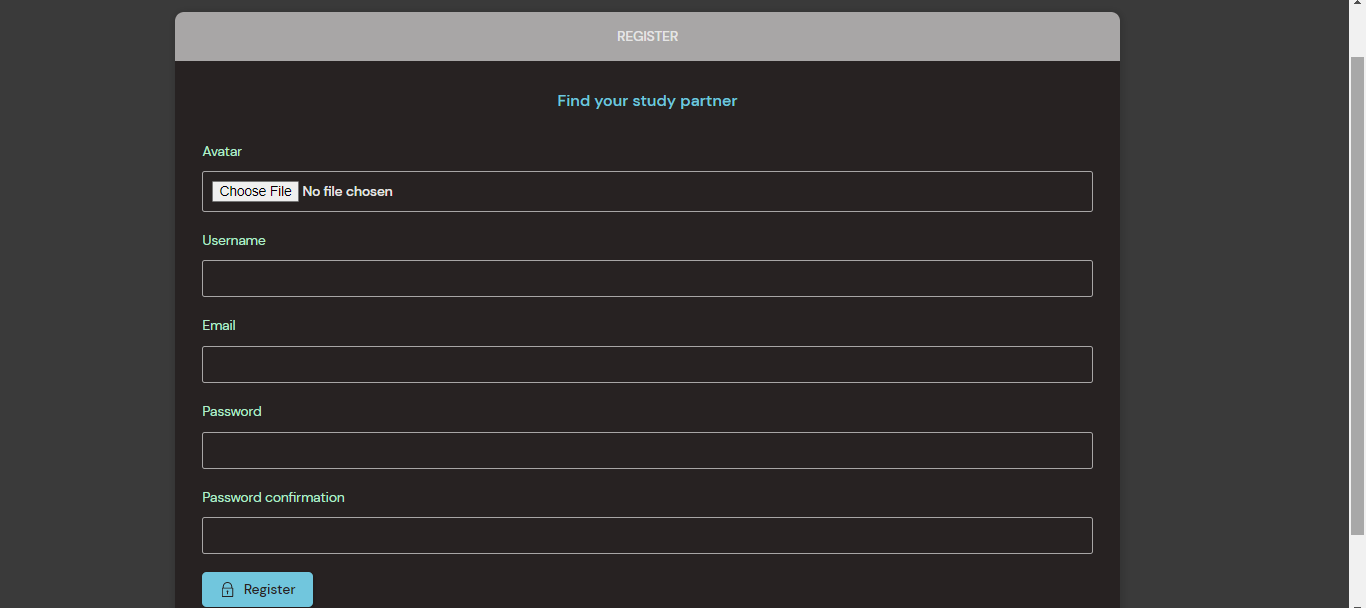 REGISTER
Find your study partner
Avatar
Choose File No file chosen
Username
Email
Password
Password confirmation
Register